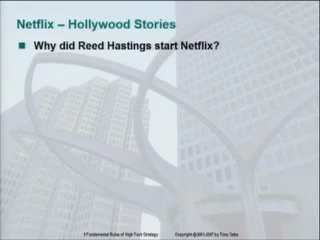 Netflix – Hollywood Stories
Why did Reed Hastings start Netflix?
Fundamental Rules of High Tech Strategy Copyright @2001-2007 by Tony Seba